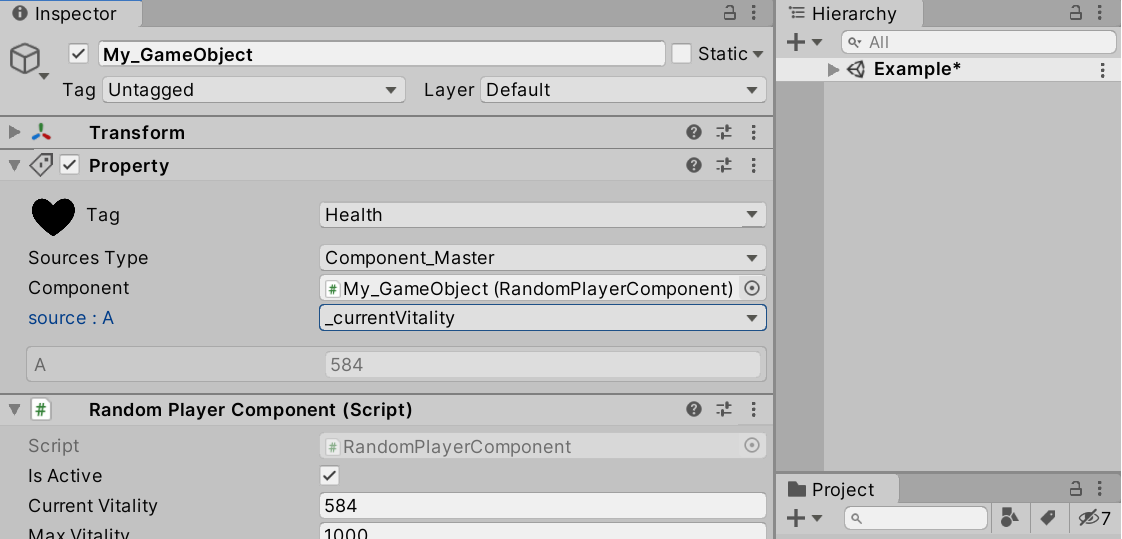 Inspector
My_GameObject
Static
Tag Untagged Layer Default
Transform
Property
Tag Health
Sources Type Component_Master
Component # My_GameObject (RandomPlayerComponent)
source : A _currentVitality
A 584
# Random Player Component (Script)
Script # RandomPlayerComponent
Is Active
Current Vitality 584
Max Vitality 1000
Hierarchy
All
Example*
Project
7